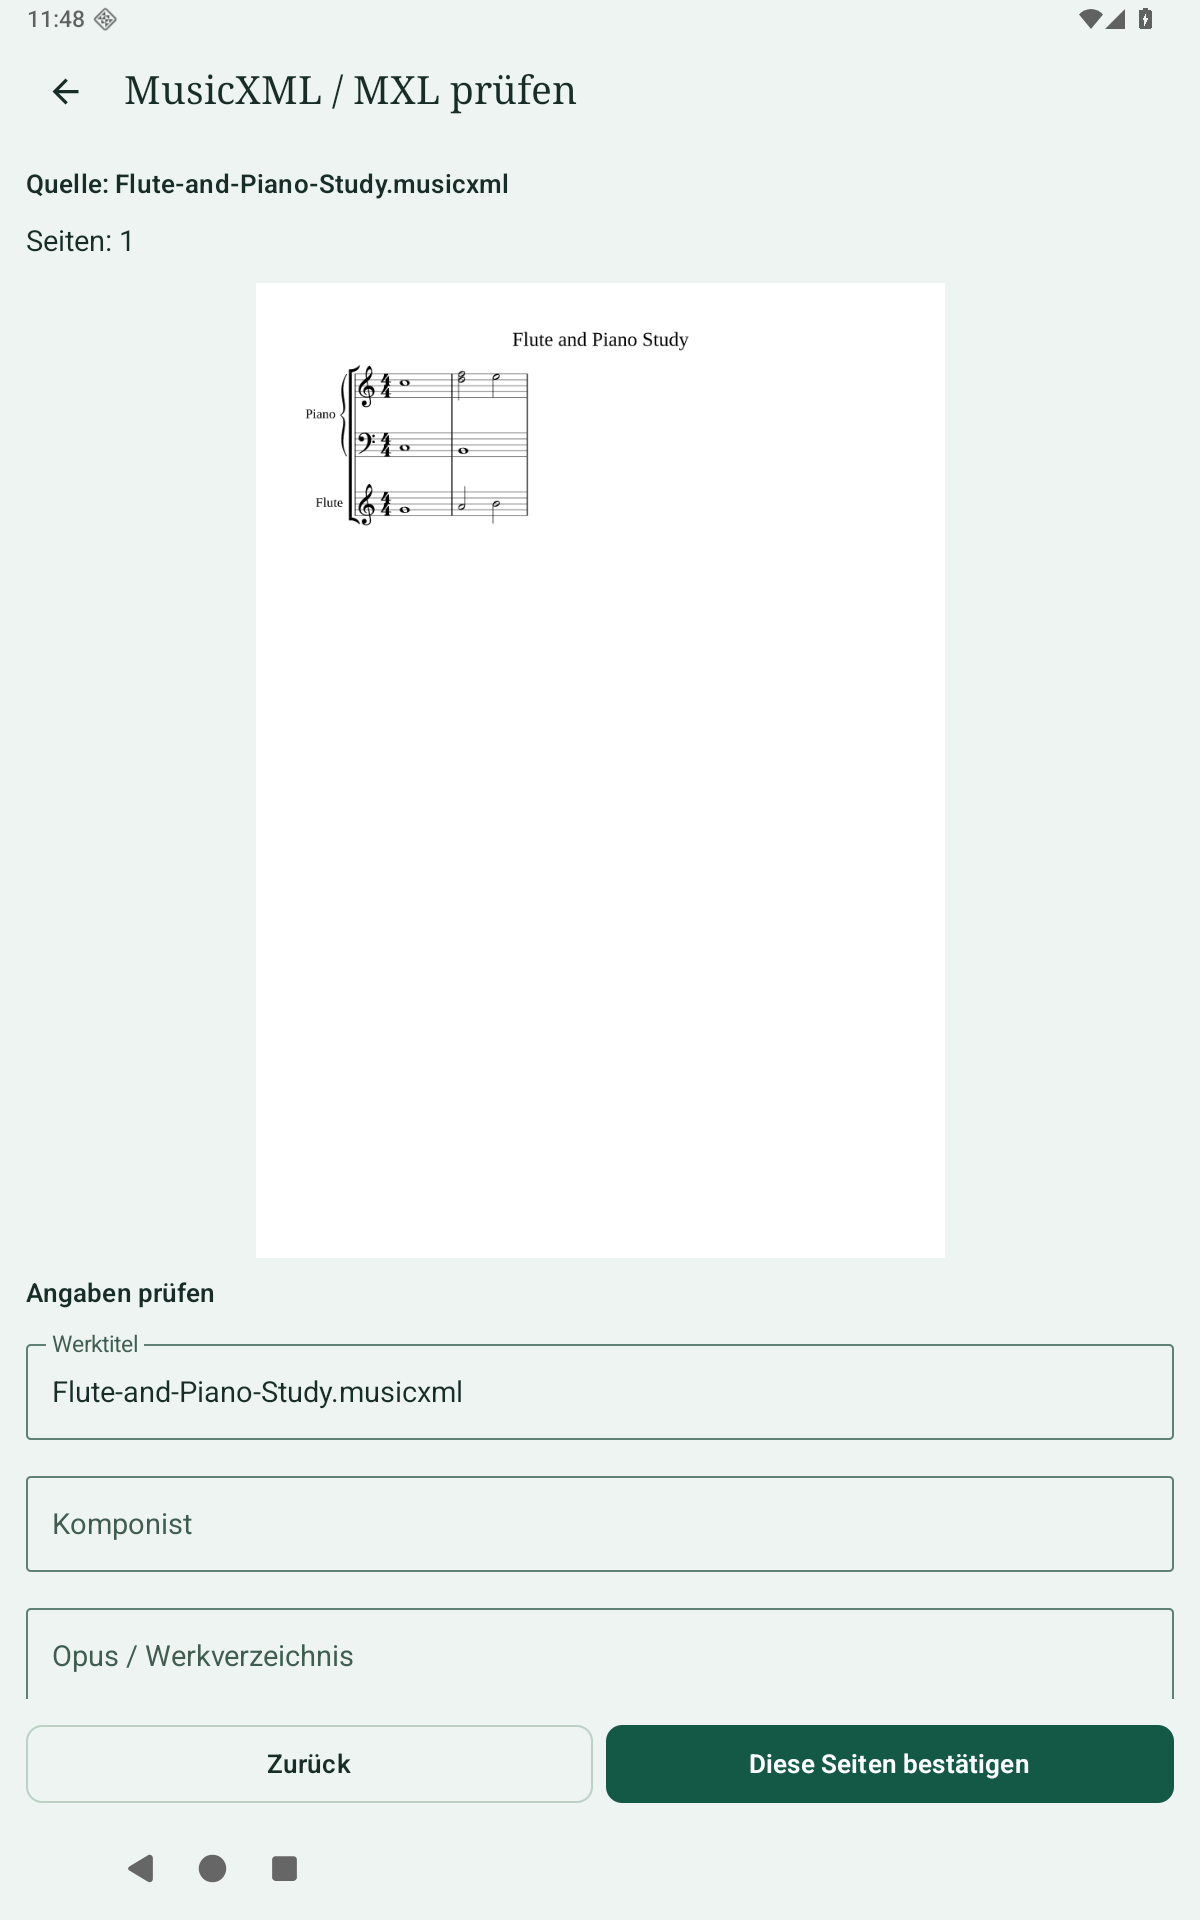 11:48
MusicXML / MXL prüfen
Quelle: Flute-and-Piano-Study.musicxml
Seiten: 1
Flute and Piano Study
Piano
Flute
Angaben prüfen
Werktitel
Flute-and-Piano-Study.musicxml
Komponist
Opus / Werkverzeichnis
Zurück
Diese Seiten bestätigen